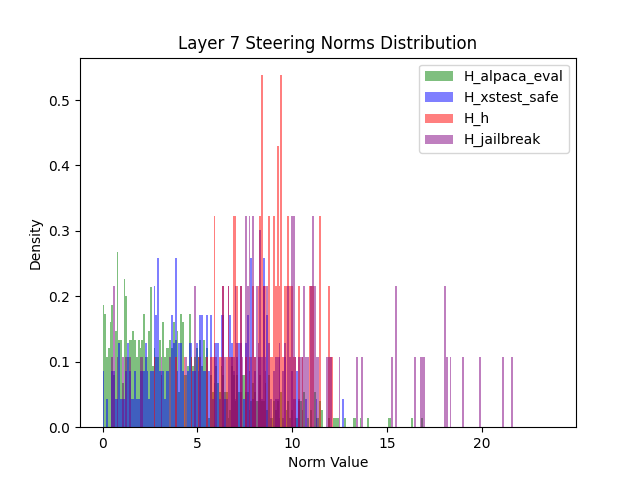 Layer 7 Steering Norms Distribution
H_alpaca_eval
H_xstest_safe
H_h
H_jailbreak
Density
0.5
0.4
0.3
0.2
0.1
0.0
0
5
10
15
20
Norm Value